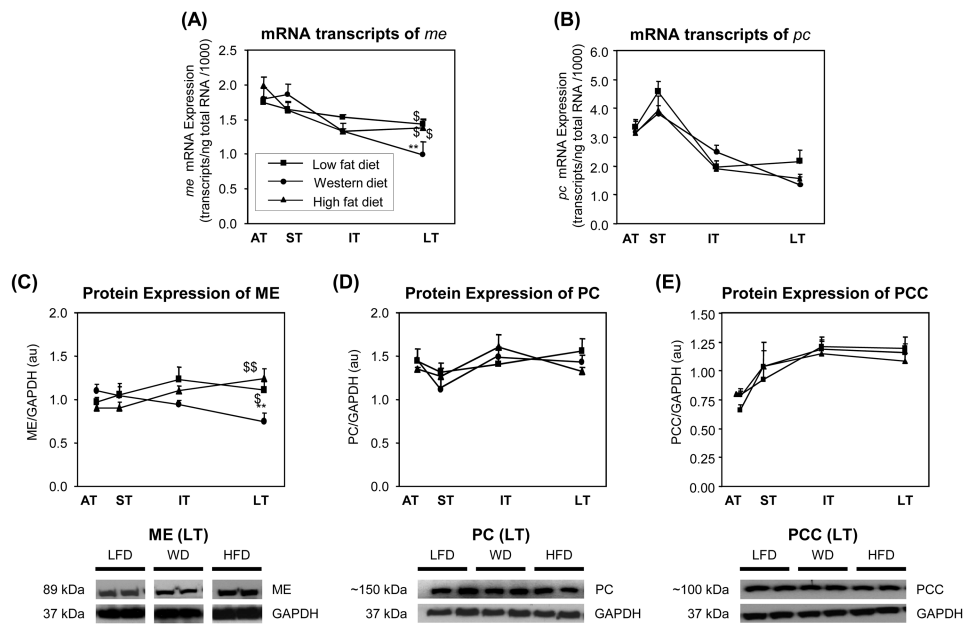 (A)
mRNA transcripts of me
me mRNA Expression
(transcripts/ng total RNA /1000)
2.5
2.0
1.5
1.0
0.5
0.0
$
$ $
**
Low fat diet
Western diet
High fat diet
AT ST IT LT
(B)
mRNA transcripts of pc
pc mRNA Expression
(transcripts/ng total RNA /1000)
6.0
5.0
4.0
3.0
2.0
1.0
0.0
AT ST IT LT
(C)
Protein Expression of ME
ME/GAPDH (au)
2.0
1.5
1.0
0.5
0.0
$$
$
**
AT ST IT LT
(D)
Protein Expression of PC
PC/GAPDH (au)
2.0
1.5
1.0
0.5
0.0
AT ST IT LT
(E)
Protein Expression of PCC
PCC/GAPDH (au)
1.50
1.25
1.00
0.75
0.50
0.25
0.00
AT ST IT LT
ME (LT)
LFD WD HFD
89 kDa ME
37 kDa GAPDH
PC (LT)
LFD WD HFD
~150 kDa PC
37 kDa GAPDH
PCC (LT)
LFD WD HFD
~100 kDa PCC
37 kDa GAPDH